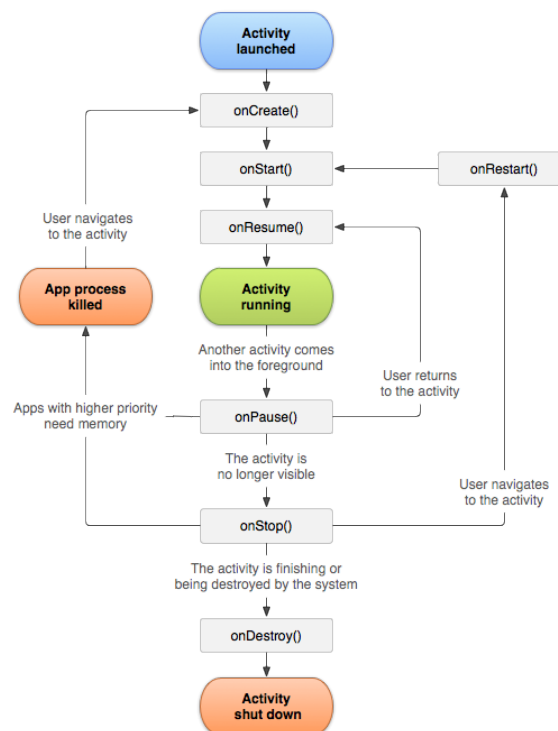 Activity
launched
onCreate()
onStart()
onRestart()
User navigates
to the activity
onResume()
App process
killed
Activity
running
Another activity comes
into the foreground
User returns
to the activity
Apps with higher priority
need memory
onPause()
The activity is
no longer visible
User navigates
to the activity
onStop()
The activity is finishing or
being destroyed by the system
onDestroy()
Activity
shut down